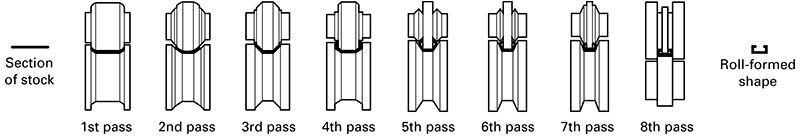 Section
of stock
1st pass
2nd pass
3rd pass
4th pass
5th pass
6th pass
7th pass
8th pass
Roll-formed
shape